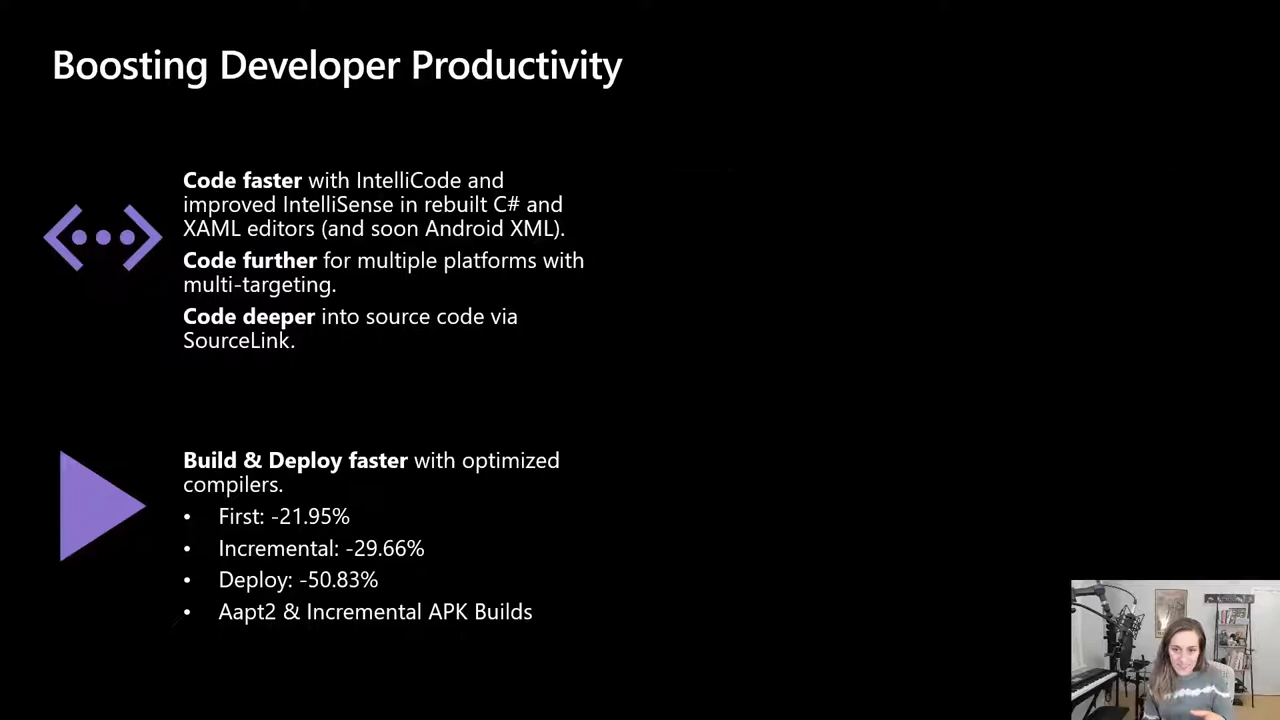 Boosting Developer Productivity
Code faster with IntelliCode and
improved IntelliSense in rebuilt C# and
XAML editors (and soon Android XML).
Code further for multiple platforms with
multi-targeting.
Code deeper into source code via
SourceLink.
Build & Deploy faster with optimized
compilers.
• First: -21.95%
• Incremental: -29.66%
• Deploy: -50.83%
• Aapt2 & Incremental APK Builds